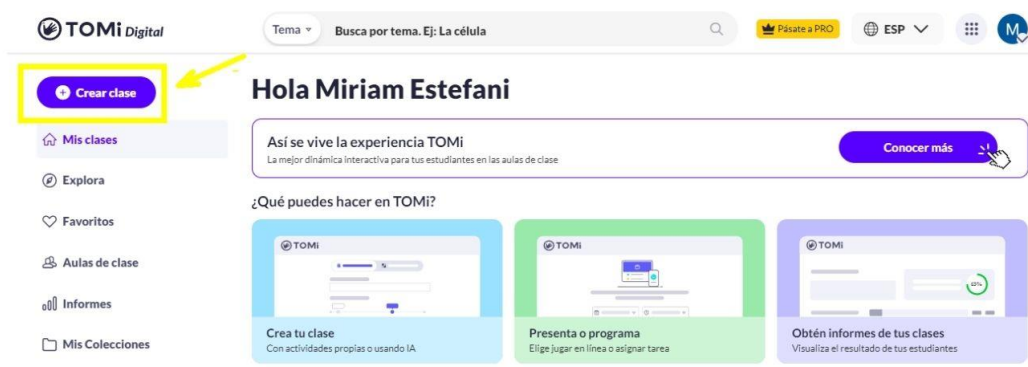 TOMi Digital
Tema
Busca por tema. Ej: La célula
Pásate a PRO
ESP
M
Crear clase
Hola Miriam Estefani
Mis clases
Así se vive la experiencia TOMi
La mejor dinámica interactiva para tus estudiantes en las aulas de clase
Conocer más
Explora
¿Qué puedes hacer en TOMi?
Favoritos
Aulas de clase
Informes
Mis Colecciones
TOMi
Crea tu clase
Con actividades propias o usando IA
TOMi
Presenta o programa
Elige jugar en línea o asignar tarea
TOMi
Obtén informes de tus clases
Visualiza el resultado de tus estudiantes